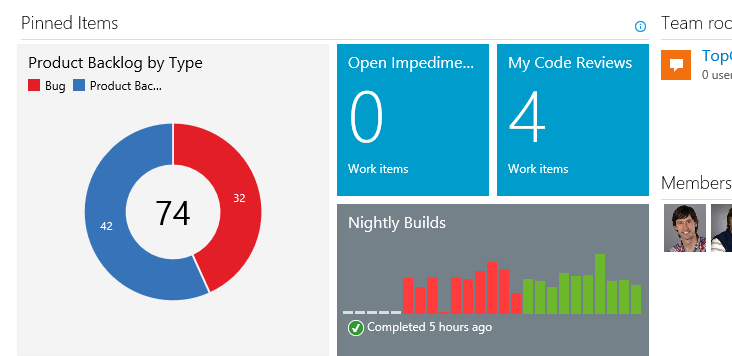 Pinned Items
Product Backlog by Type
Bug
Product Bac...
42
32
74
Open Impedime...
0
Work items
My Code Reviews
4
Work items
Nightly Builds
Completed 5 hours ago
Team roo
Top
0 user
Members